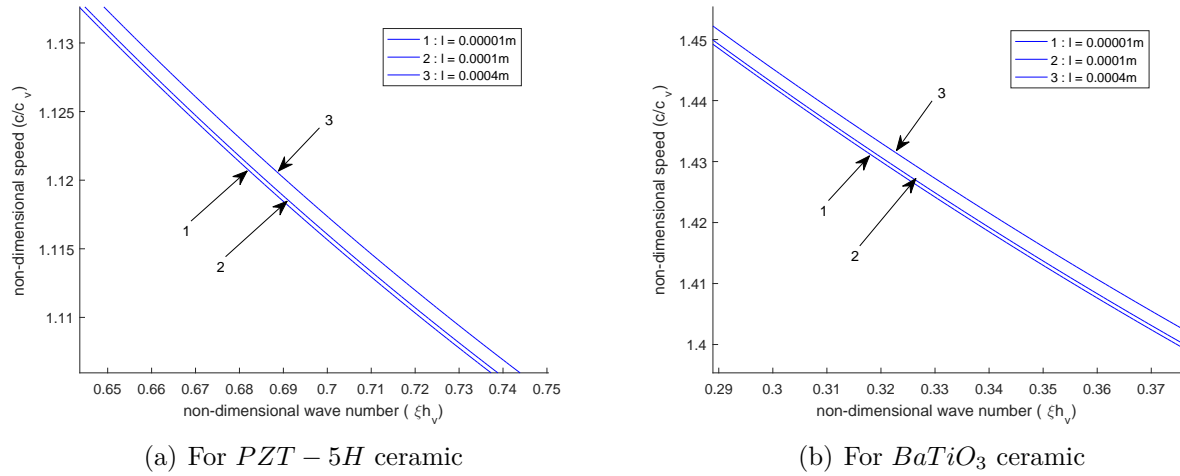 1.13
1.125
1.12
1.115
1.11
non-dimensional speed (c/c v)
0.65 0.66 0.67 0.68 0.69 0.7 0.71 0.72 0.73 0.74 0.75
non-dimensional wave number ( ξh v)
1 : l = 0.00001m
2 : l = 0.0001m
3 : l = 0.0004m
3
1
2
(a) For PZT − 5H ceramic
1.45
1.44
1.43
1.42
1.41
1.4
non-dimensional speed (c/c v)
0.29 0.3 0.31 0.32 0.33 0.34 0.35 0.36 0.37
non-dimensional wave number ( ξh v)
1 : l = 0.00001m
2 : l = 0.0001m
3 : l = 0.0004m
3
1
2
(b) For BaTiO3 ceramic